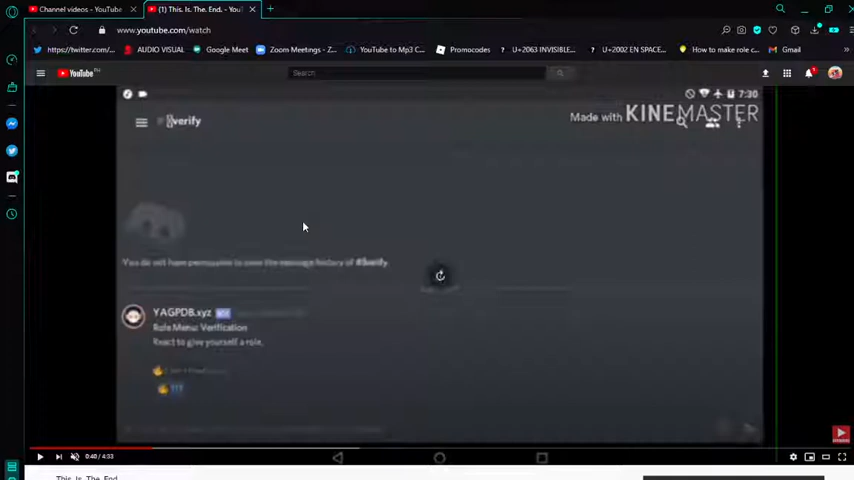 Channel videos - YouTube
(1) This. Is. The. End. - You
www.youtube.com/watch
https://twitter.com/...
AUDIO VISUAL
Google Meet
Zoom Meetings - Z...
YouTube to Mp3 C...
Promocodes
? U+2063 INVISIBLE...
? U+2002 EN SPACE...
How to make role c...
Gmail
YouTube
Search
7:30
verify
Made with KINEMASTER
You do not have permission to view the message history of
YAGPDB.xyz BOT
Role Menu: Verification
React to give yourself a role.
0:40 / 4:33
This. Is. The. End.